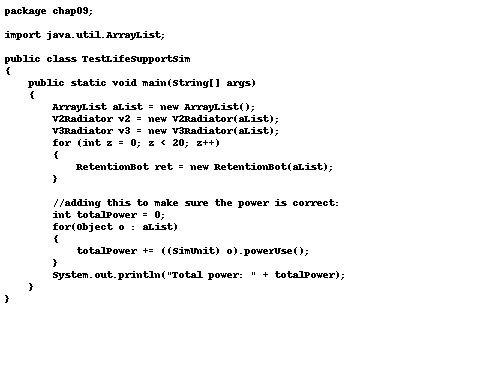 package chap09;
import java.util.ArrayList;
public class TestLifeSupportSim
{
public static void main(String[] args)
{
ArrayList aList = new ArrayList();
V2Radiator v2 = new V2Radiator(aList);
V3Radiator v3 = new V3Radiator(aList);
for (int z = 0; z < 20; z++)
{
RetentionBot ret = new RetentionBot(aList);
}
//adding this to make sure the power is correct:
int totalPower = 0;
for(Object o : aList)
{
totalPower += ((SimUnit) o).powerUse();
}
System.out.println("Total power: " + totalPower);
}
}